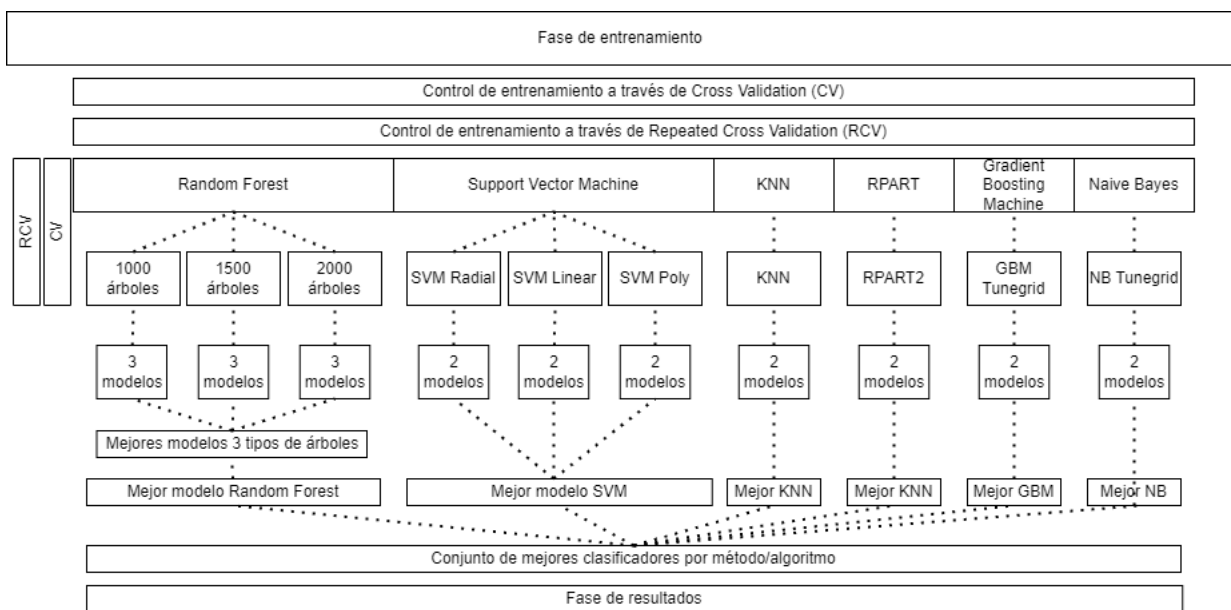 Fase de entrenamiento
Control de entrenamiento a través de Cross Validation (CV)
Control de entrenamiento a través de Repeated Cross Validation (RCV)
RCV
CV
Random Forest
Support Vector Machine
KNN
RPART
Gradient
Boosting
Machine
Naive Bayes
1000
árboles
1500
árboles
2000
árboles
SVM Radial
SVM Linear
SVM Poly
KNN
RPART2
GBM
Tunegrid
NB Tunegrid
3
modelos
3
modelos
3
modelos
2
modelos
2
modelos
2
modelos
2
modelos
2
modelos
2
modelos
2
modelos
Mejores modelos 3 tipos de árboles
Mejor modelo Random Forest
Mejor modelo SVM
Mejor KNN
Mejor KNN
Mejor GBM
Mejor NB
Conjunto de mejores clasificadores por método/algoritmo
Fase de resultados